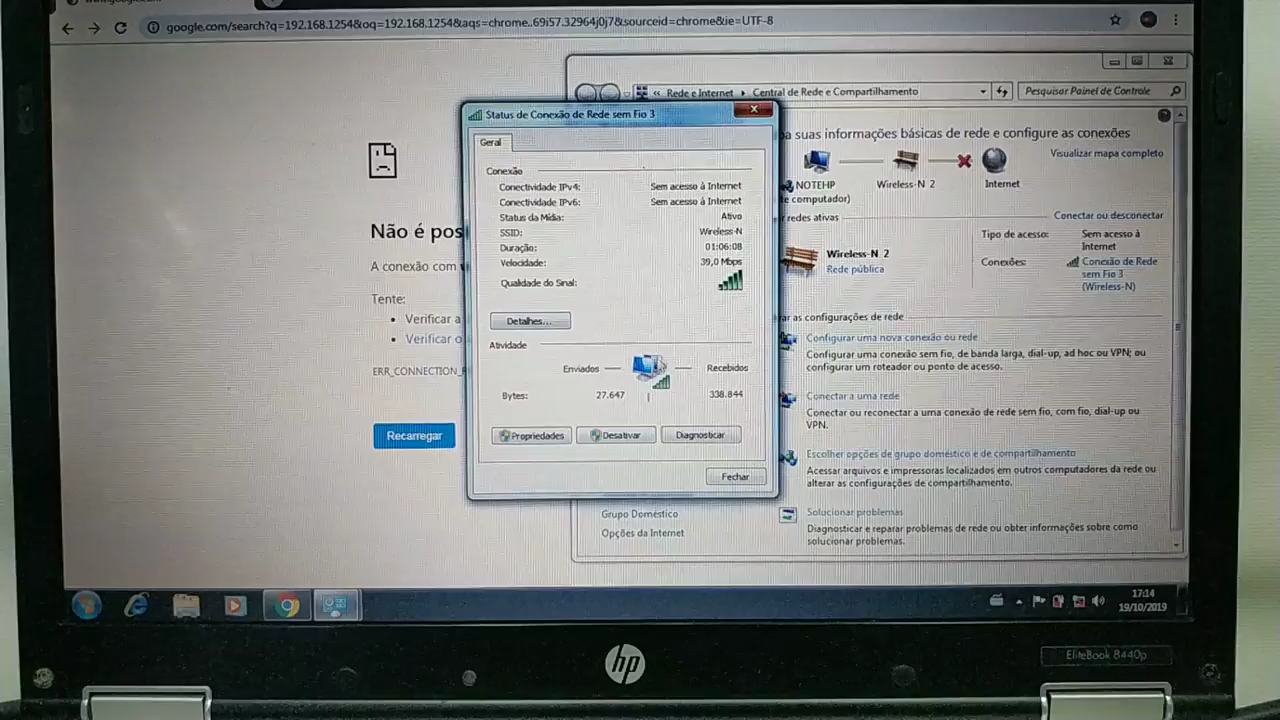 google.com/search?q=192.168.1254&oq=192.168.1254&aqs=chrome..69i57.32964j0j7&sourceid=chrome&ie=UTF-8
Rede e Internet
Central de Rede e Compartilhamento
Pesquisar Painel de Controle
Status de Conexão de Rede sem Fio 3
Geral
Conexão
Conectividade IPv4: Sem acesso à Internet
Conectividade IPv6: Sem acesso à Internet
Status da Mídia: Ativo
SSID: Wireless-N
Duração: 01:06:08
Velocidade: 39,0 Mbps
Qualidade do Sinal:
Detalhes...
Atividade
Enviados
Recebidos
Bytes: 27.647 338.844
Propriedades
Desativar
Diagnosticar
Fechar
Não é
A conexão com
Tente:
Verificar a
Verificar o
Recarregar
suas informações básicas de rede e configure as conexões
Visualizar mapa completo
NOTEHP
computador)
Wireless-N 2
Internet
redes ativas
Conectar ou desconectar
Wireless-N 2
Rede pública
Tipo de acesso: Sem acesso à
Internet
Conexões: Conexão de Rede
sem Fio 3
(Wireless-N)
as configurações de rede
Configurar uma nova conexão ou rede
Configurar uma conexão sem fio, de banda larga, dial-up, ad hoc ou VPN; ou
configurar um roteador ou ponto de acesso.
Conectar a uma rede
Conectar ou reconectar a uma conexão de rede sem fio, com fio, dial-up ou
VPN.
Escolher opções de grupo doméstico e de compartilhamento
Acessar arquivos e impressoras localizados em outros computadores da rede ou
alterar as configurações de compartilhamento.
Solucionar problemas
Diagnosticar e reparar problemas de rede ou obter informações sobre como
solucionar problemas.
Grupo Doméstico
Opções da Internet
17:14
19/10/2019
hp
EliteBook 8440p